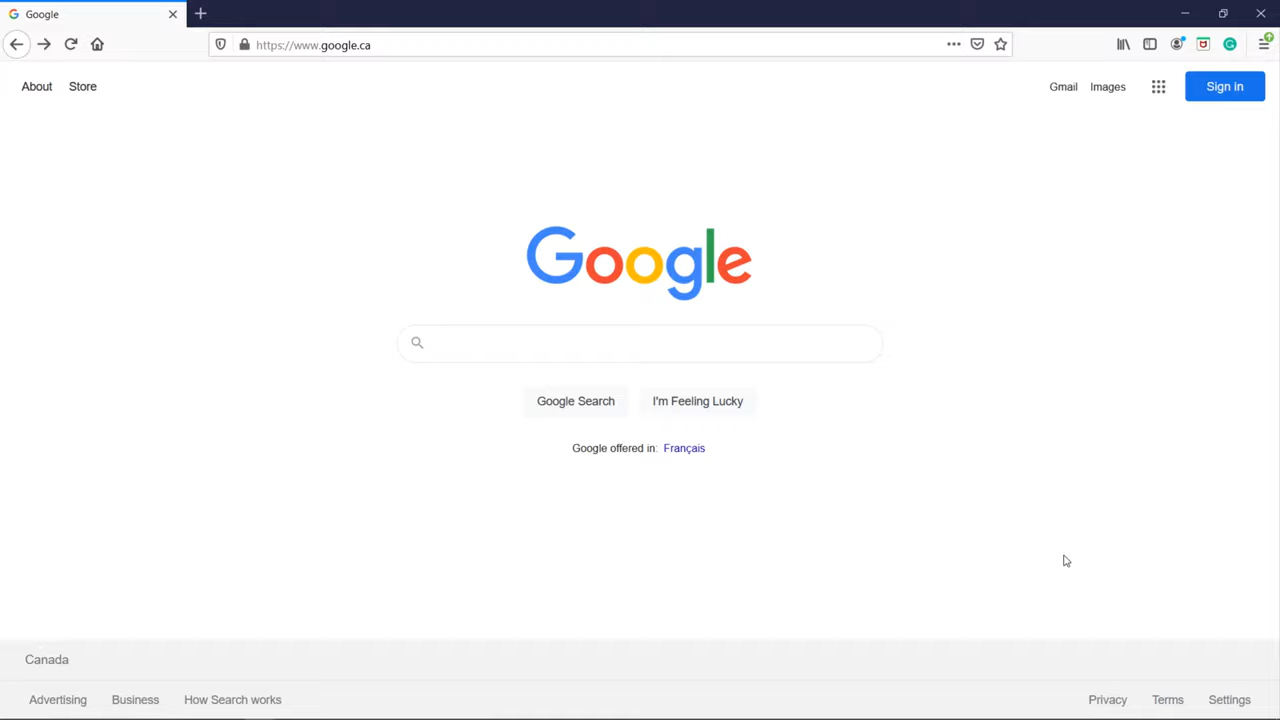 Google
https://www.google.ca
About Store
Gmail Images Sign in
Google
Google Search I'm Feeling Lucky
Google offered in: Français
Canada
Advertising Business How Search works
Privacy Terms Settings